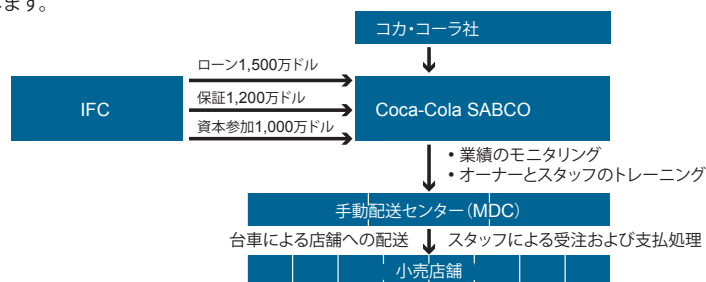 します。
コカ・コーラ社
ローン1,500万ドル
IFC
保証1,200万ドル
Coca-Cola SABCO
資本参加1,000万ドル
• 業績のモニタリング
• オーナーとスタッフのトレーニング
手動配送センター（MDC）
台車による店舗への配送
スタッフによる受注および支払処理
小売店舗